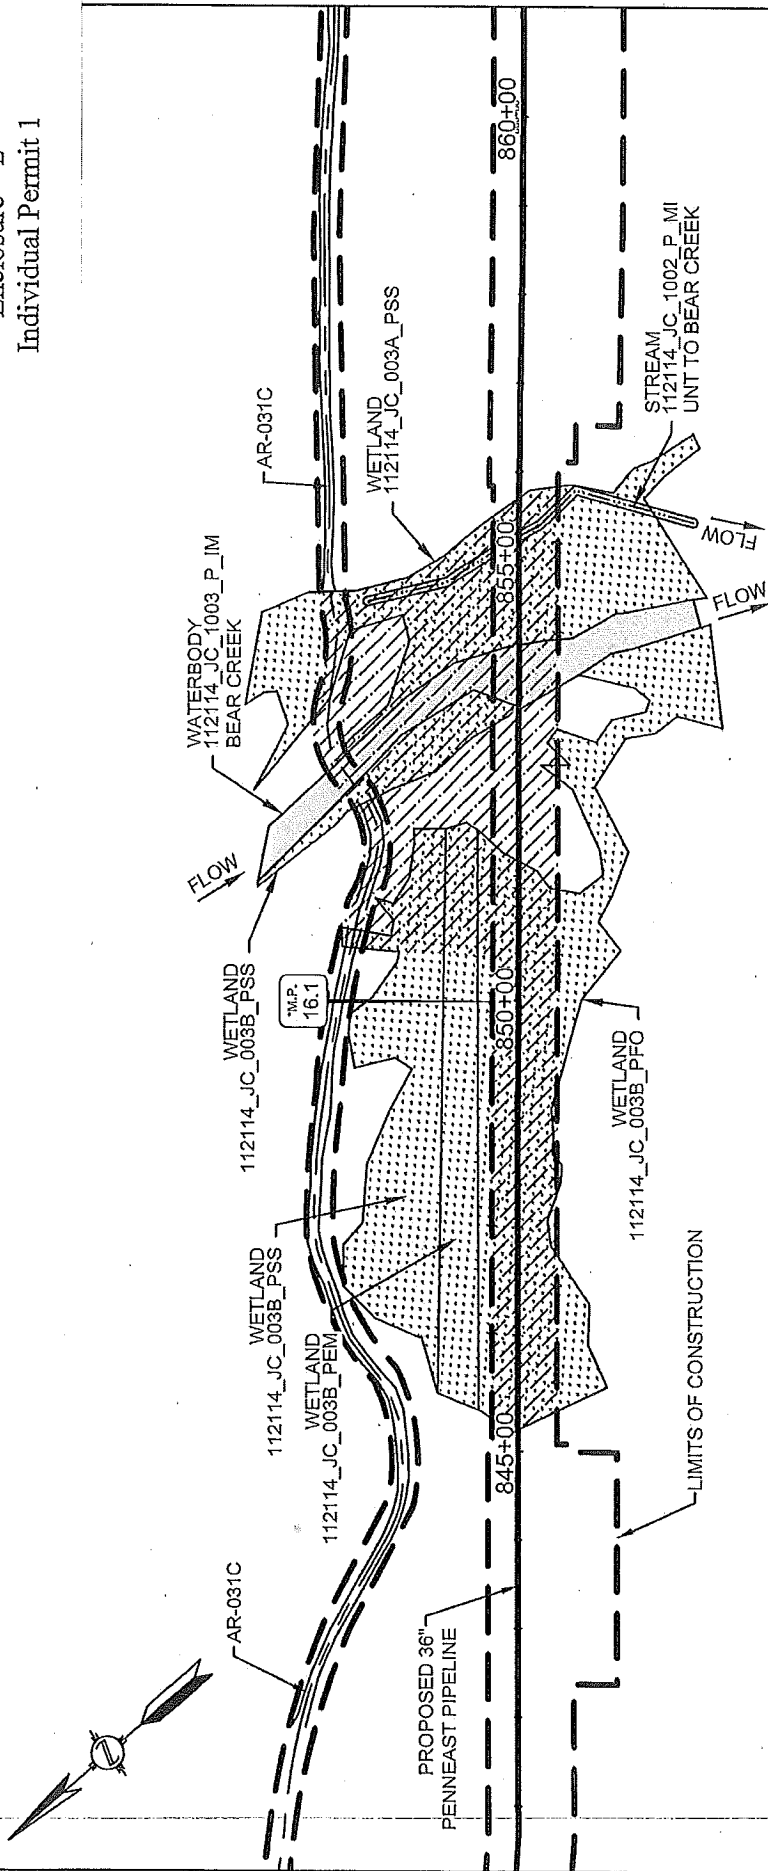 Individual Permit 1
AR-031C
WATERBODY
112114_JC_1003_P_IM
BEAR CREEK
WETLAND
112114_JC_003A_PSS
860+00
STREAM
112114_JC_1002_P_MI
UNT TO BEAR CREEK
855+00
FLOW
FLOW
FLOW
WETLAND
112114_JC_003B_PSS
*M.P.
16.1
850+00
WETLAND
112114_JC_003B_PFO
WETLAND
112114_JC_003B_PSS
WETLAND
112114_JC_003B_PEM
845+00
LIMITS OF CONSTRUCTION
AR-031C
PROPOSED 36"
PENNEAST PIPELINE
Z